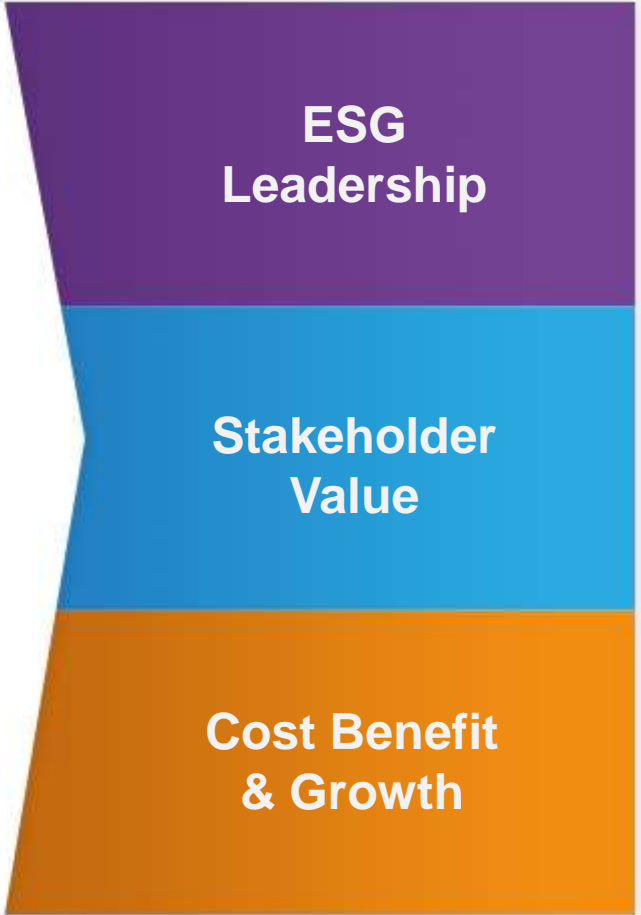 ESG
Leadership
Stakeholder
Value
Cost Benefit
& Growth